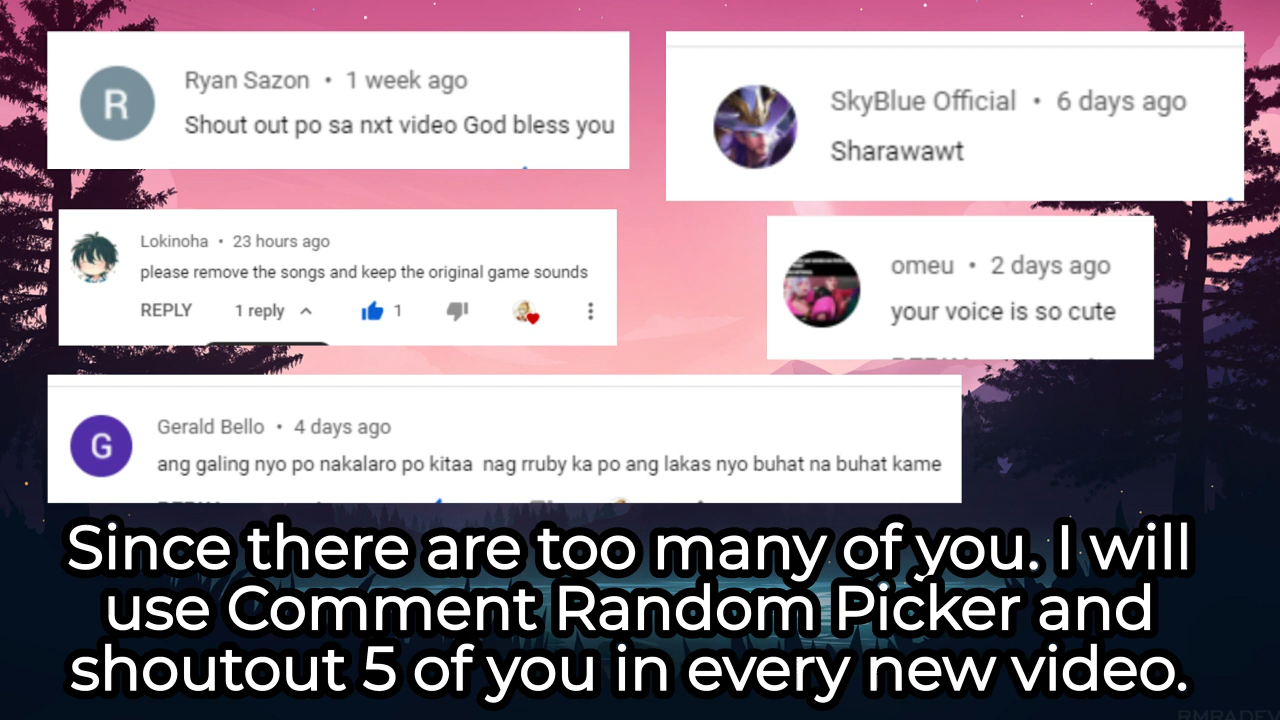 R
Ryan Sazon • 1 week ago
Shout out po sa nxt video God bless you
SkyBlue Official • 6 days ago
Sharawawt
Lokinoha • 23 hours ago
please remove the songs and keep the original game sounds
REPLY 1 reply 1
omeu • 2 days ago
your voice is so cute
G
Gerald Bello • 4 days ago
ang galing nyo po nakalaro po kitaa nag rruby ka po ang lakas nyo buhat na buhat kame
Since there are too many of you. I will
use Comment Random Picker and
shoutout 5 of you in every new video.